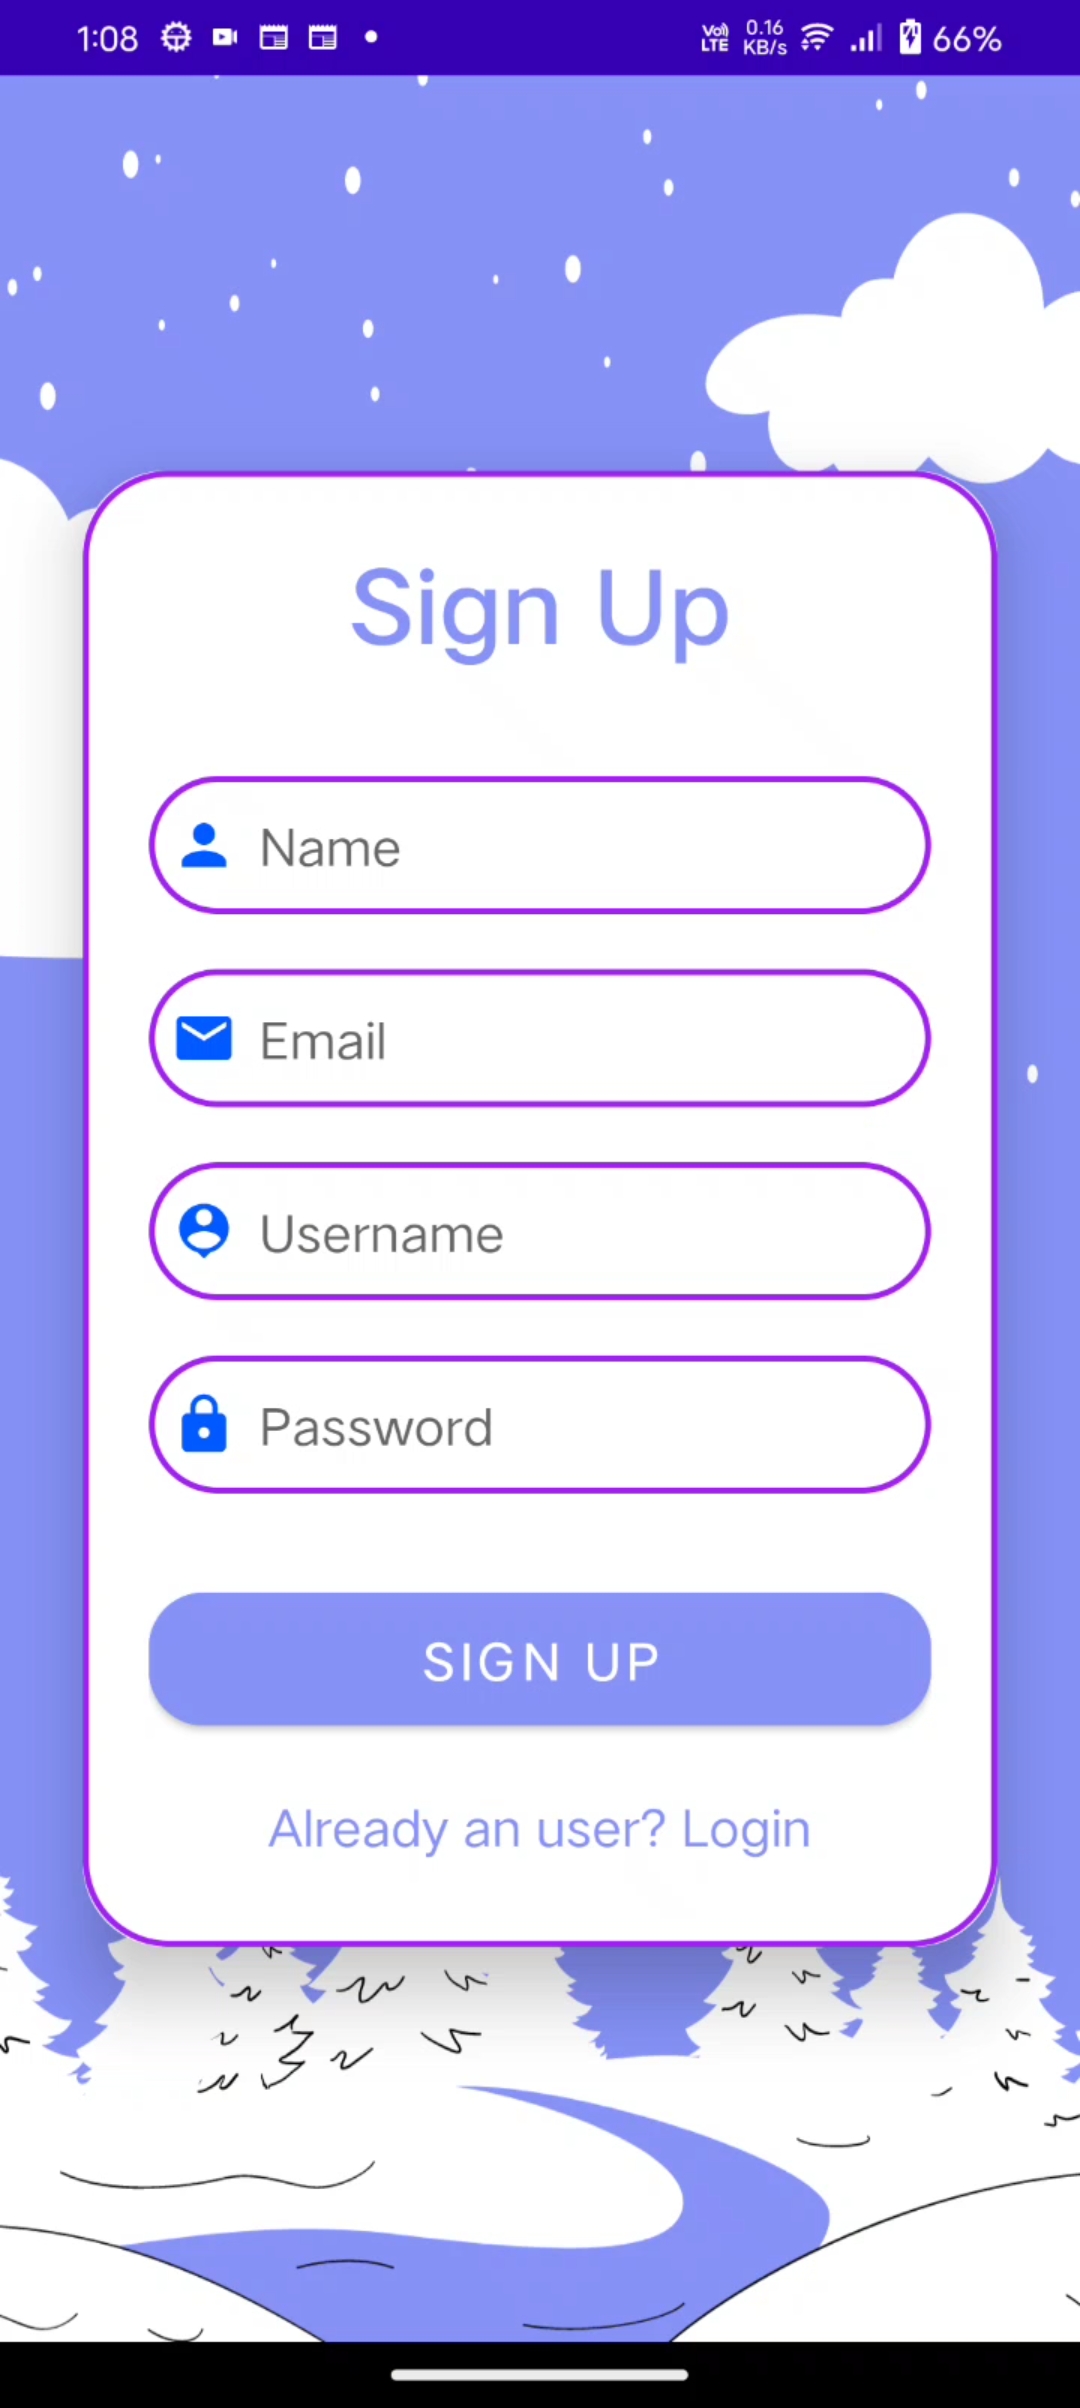 1:08 Vo) LTE 0.16 KB/s 66%
Sign Up
Name
Email
Username
Password
SIGN UP
Already an user? Login